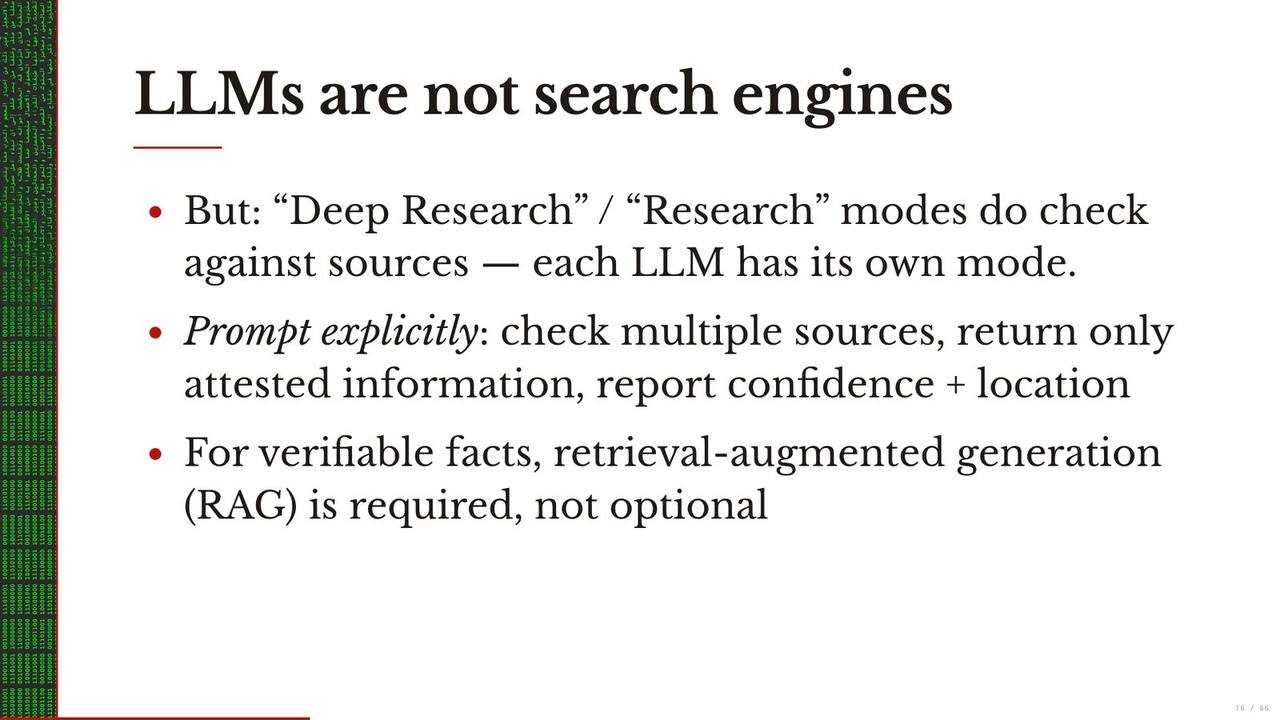 LLMs are not search engines
• But: “Deep Research” / “Research” modes do check
against sources — each LLM has its own mode.
• Prompt explicitly: check multiple sources, return only
attested information, report confidence + location
• For verifiable facts, retrieval-augmented generation
(RAG) is required, not optional
16 / 66